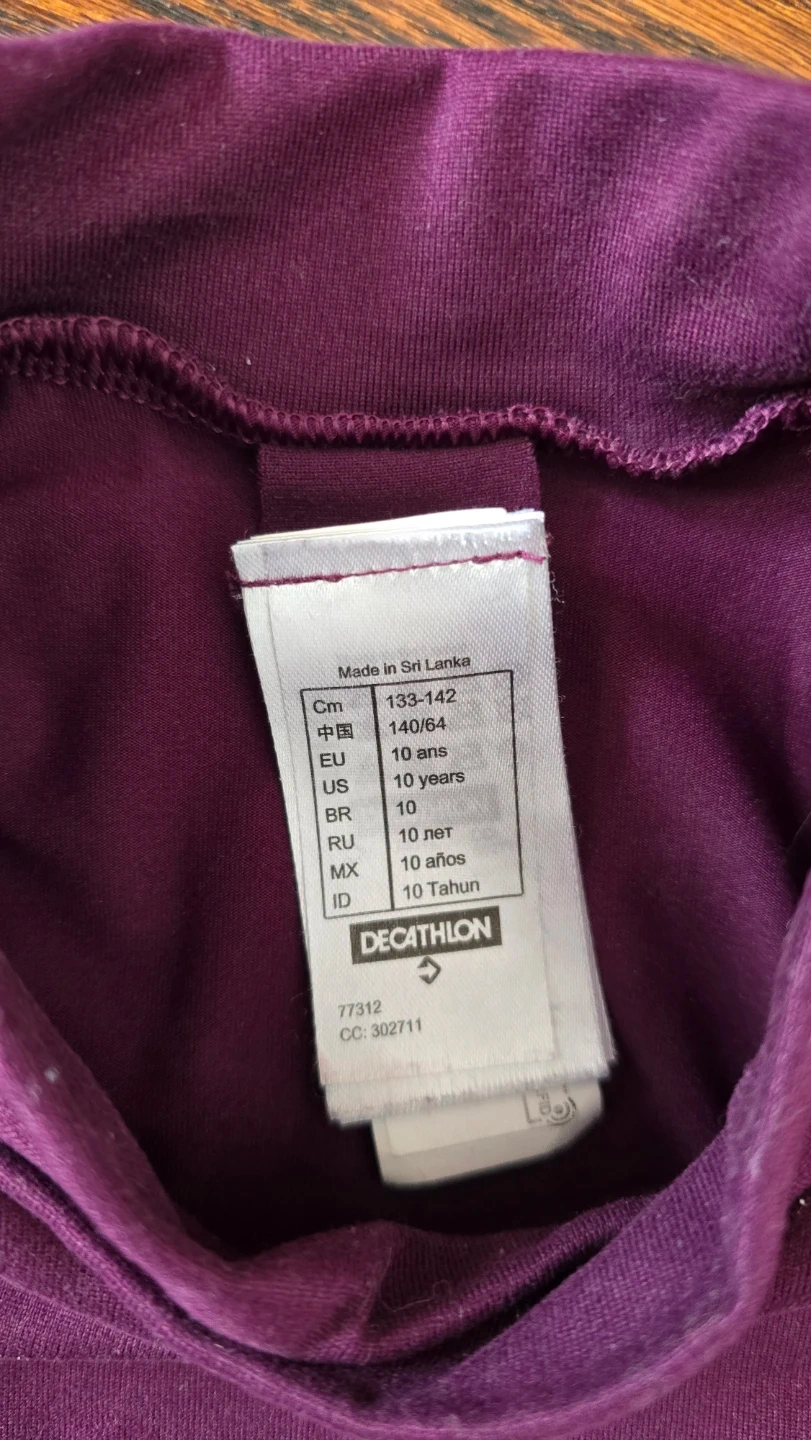 Made in Sri Lanka
Cm 133-142
中国 140/64
EU 10 ans
US 10 years
BR 10
RU 10 лет
MX 10 años
ID 10 Tahun
DECATHLON
77312
CC: 302711